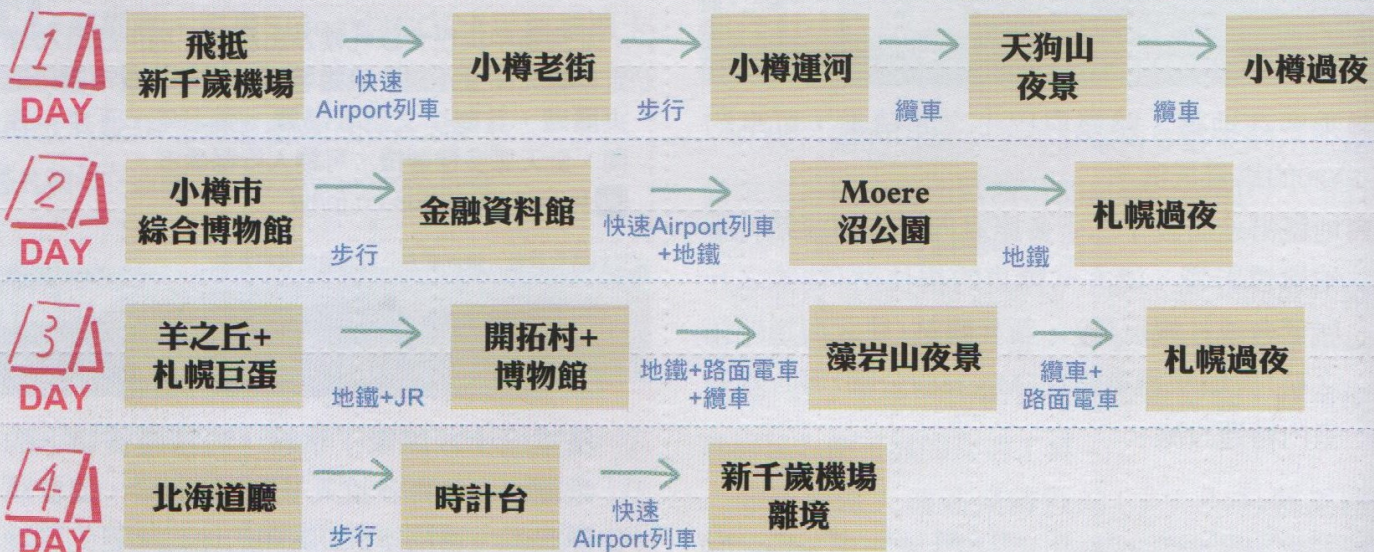 1
DAY
飛抵
新千歲機場
快速
Airport列車
小樽老街
步行
小樽運河
纜車
天狗山
夜景
纜車
小樽過夜
2
DAY
小樽市
綜合博物館
步行
金融資料館
快速Airport列車
+地鐵
Moere
沼公園
地鐵
札幌過夜
3
DAY
羊之丘+
札幌巨蛋
地鐵+JR
開拓村+
博物館
地鐵+路面電車
+纜車
藻岩山夜景
纜車+
路面電車
札幌過夜
4
DAY
北海道廳
步行
時計台
快速
Airport列車
新千歲機場
離境